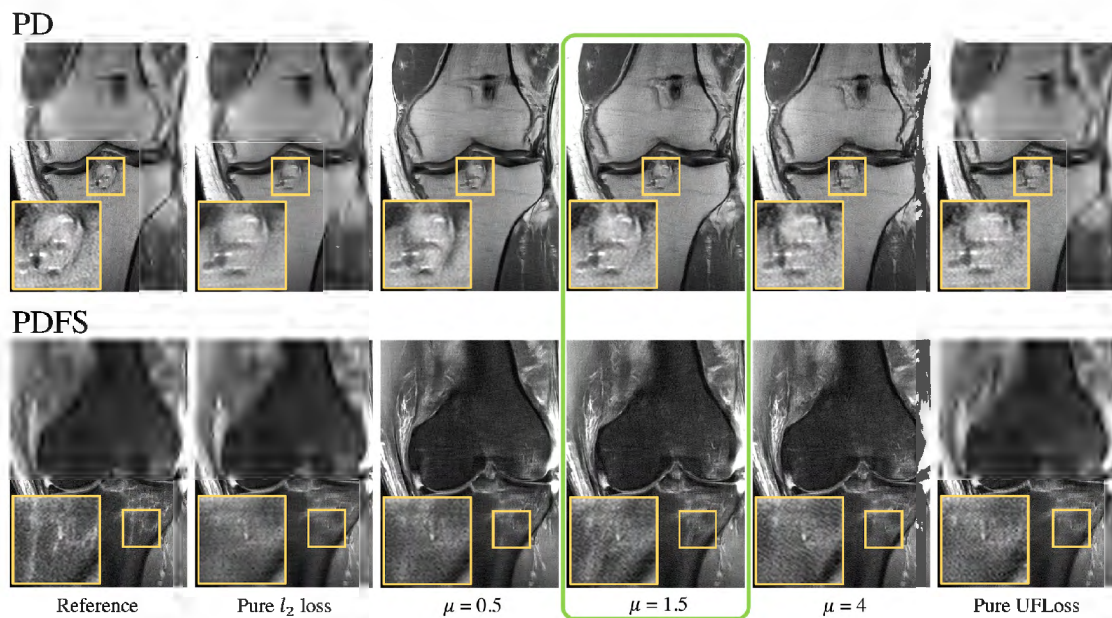 PD
PDFS
Reference Pure l₂ loss μ = 0.5 μ = 1.5 μ = 4 Pure UFLoss